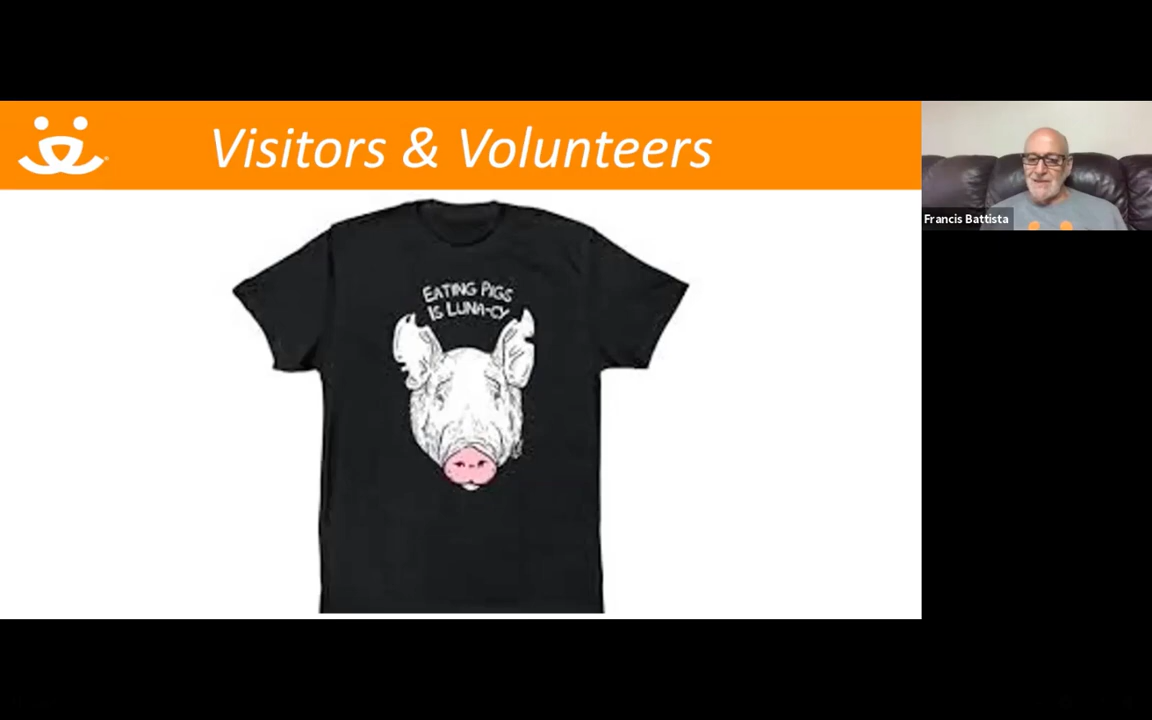 Visitors & Volunteers
EATING PIGS
IS LUNA-CY
Francis Battista